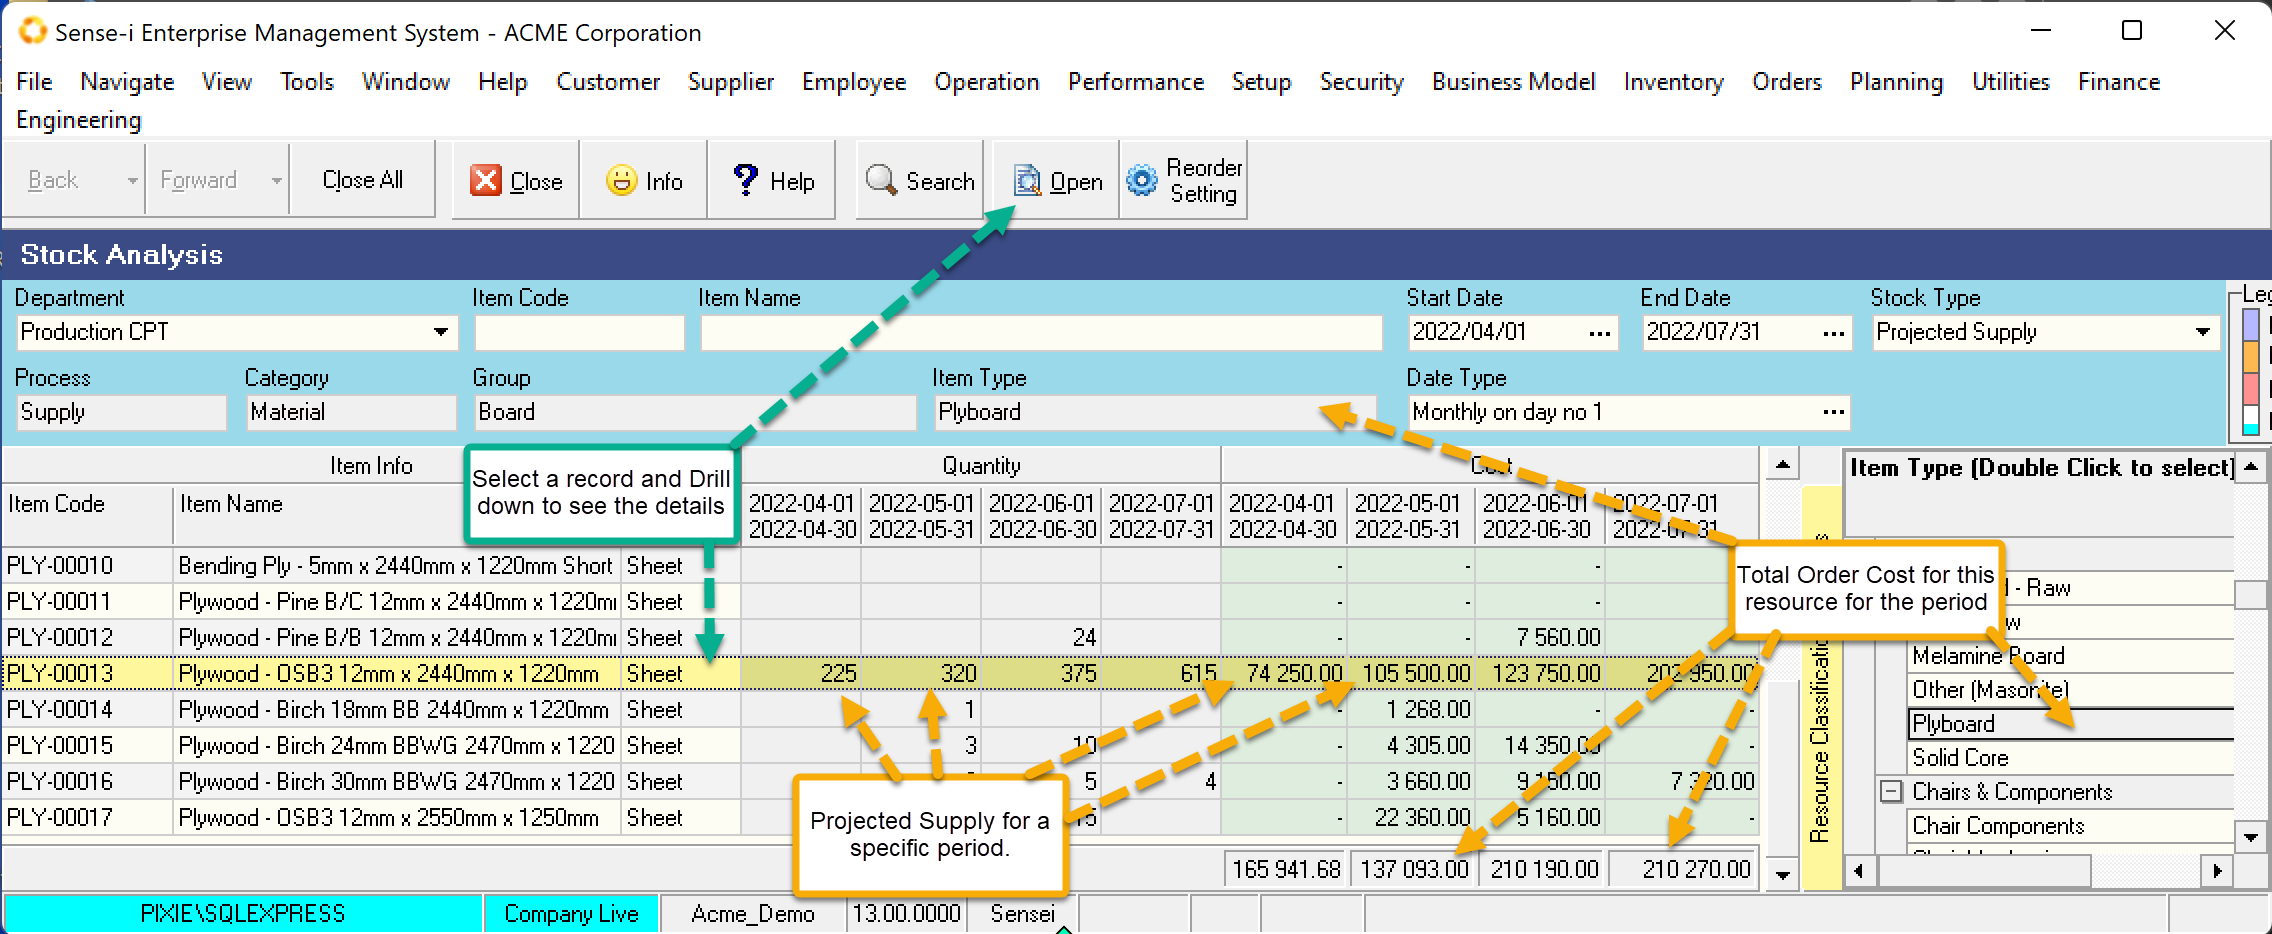 Sense-i Enterprise Management System - ACME Corporation
File Navigate View Tools Window Help Customer Supplier Employee Operation Performance Setup Security Business Model Inventory Orders Planning Utilities Finance
Engineering
Back Forward Close All Close Info Help Search Open Reorder Setting
Stock Analysis
Department Item Code Item Name Start Date End Date Stock Type
Production CPT 2022/04/01 ... 2022/07/31 ... Projected Supply
Process Category Group Item Type Date Type
Supply Material Board Plyboard Monthly on day no 1 ...
Item Info Quantity Cost Item Type (Double Click to select)
Select a record and Drill
down to see the details
Item Code Item Name 2022-04-01 2022-05-01 2022-06-01 2022-07-01 2022-04-01 2022-05-01 2022-06-01 2022-07-01
2022-04-30 2022-05-31 2022-06-30 2022-07-31 2022-04-30 2022-05-31 2022-06-30 2022-07-31
PLY-00010 Bending Ply - 5mm x 2440mm x 1220mm Short Sheet - - -
PLY-00011 Plywood - Pine B/C 12mm x 2440mm x 1220m Sheet - - -
PLY-00012 Plywood - Pine B/B 12mm x 2440mm x 1220m Sheet 24 - - 7 560.00
PLY-00013 Plywood - OSB3 12mm x 2440mm x 1220mm Sheet 225 320 375 615 74 250.00 105 500.00 123 750.00 202 950.00
PLY-00014 Plywood - Birch 18mm BB 2440mm x 1220mm Sheet 1 - 1 268.00 - -
PLY-00015 Plywood - Birch 24mm BBWG 2470mm x 1220 Sheet 3 10 - 4 305.00 14 350.00 -
PLY-00016 Plywood - Birch 30mm BBWG 2470mm x 1220 Sheet 5 4 - 3 660.00 9 150.00 7 320.00
PLY-00017 Plywood - OSB3 12mm x 2550mm x 1250mm Sheet 15 - 22 360.00 5 160.00 -
165 941.68 137 093.00 210 190.00 210 270.00
Total Order Cost for this
resource for the period
Projected Supply for a
specific period.
Resource Classificatio
- Raw
Melamine Board
Other (Masonite)
Plyboard
Solid Core
Chairs & Components
Chair Components
PIXIE\SQLEXPRESS Company Live Acme_Demo 13.00.0000 Sensei